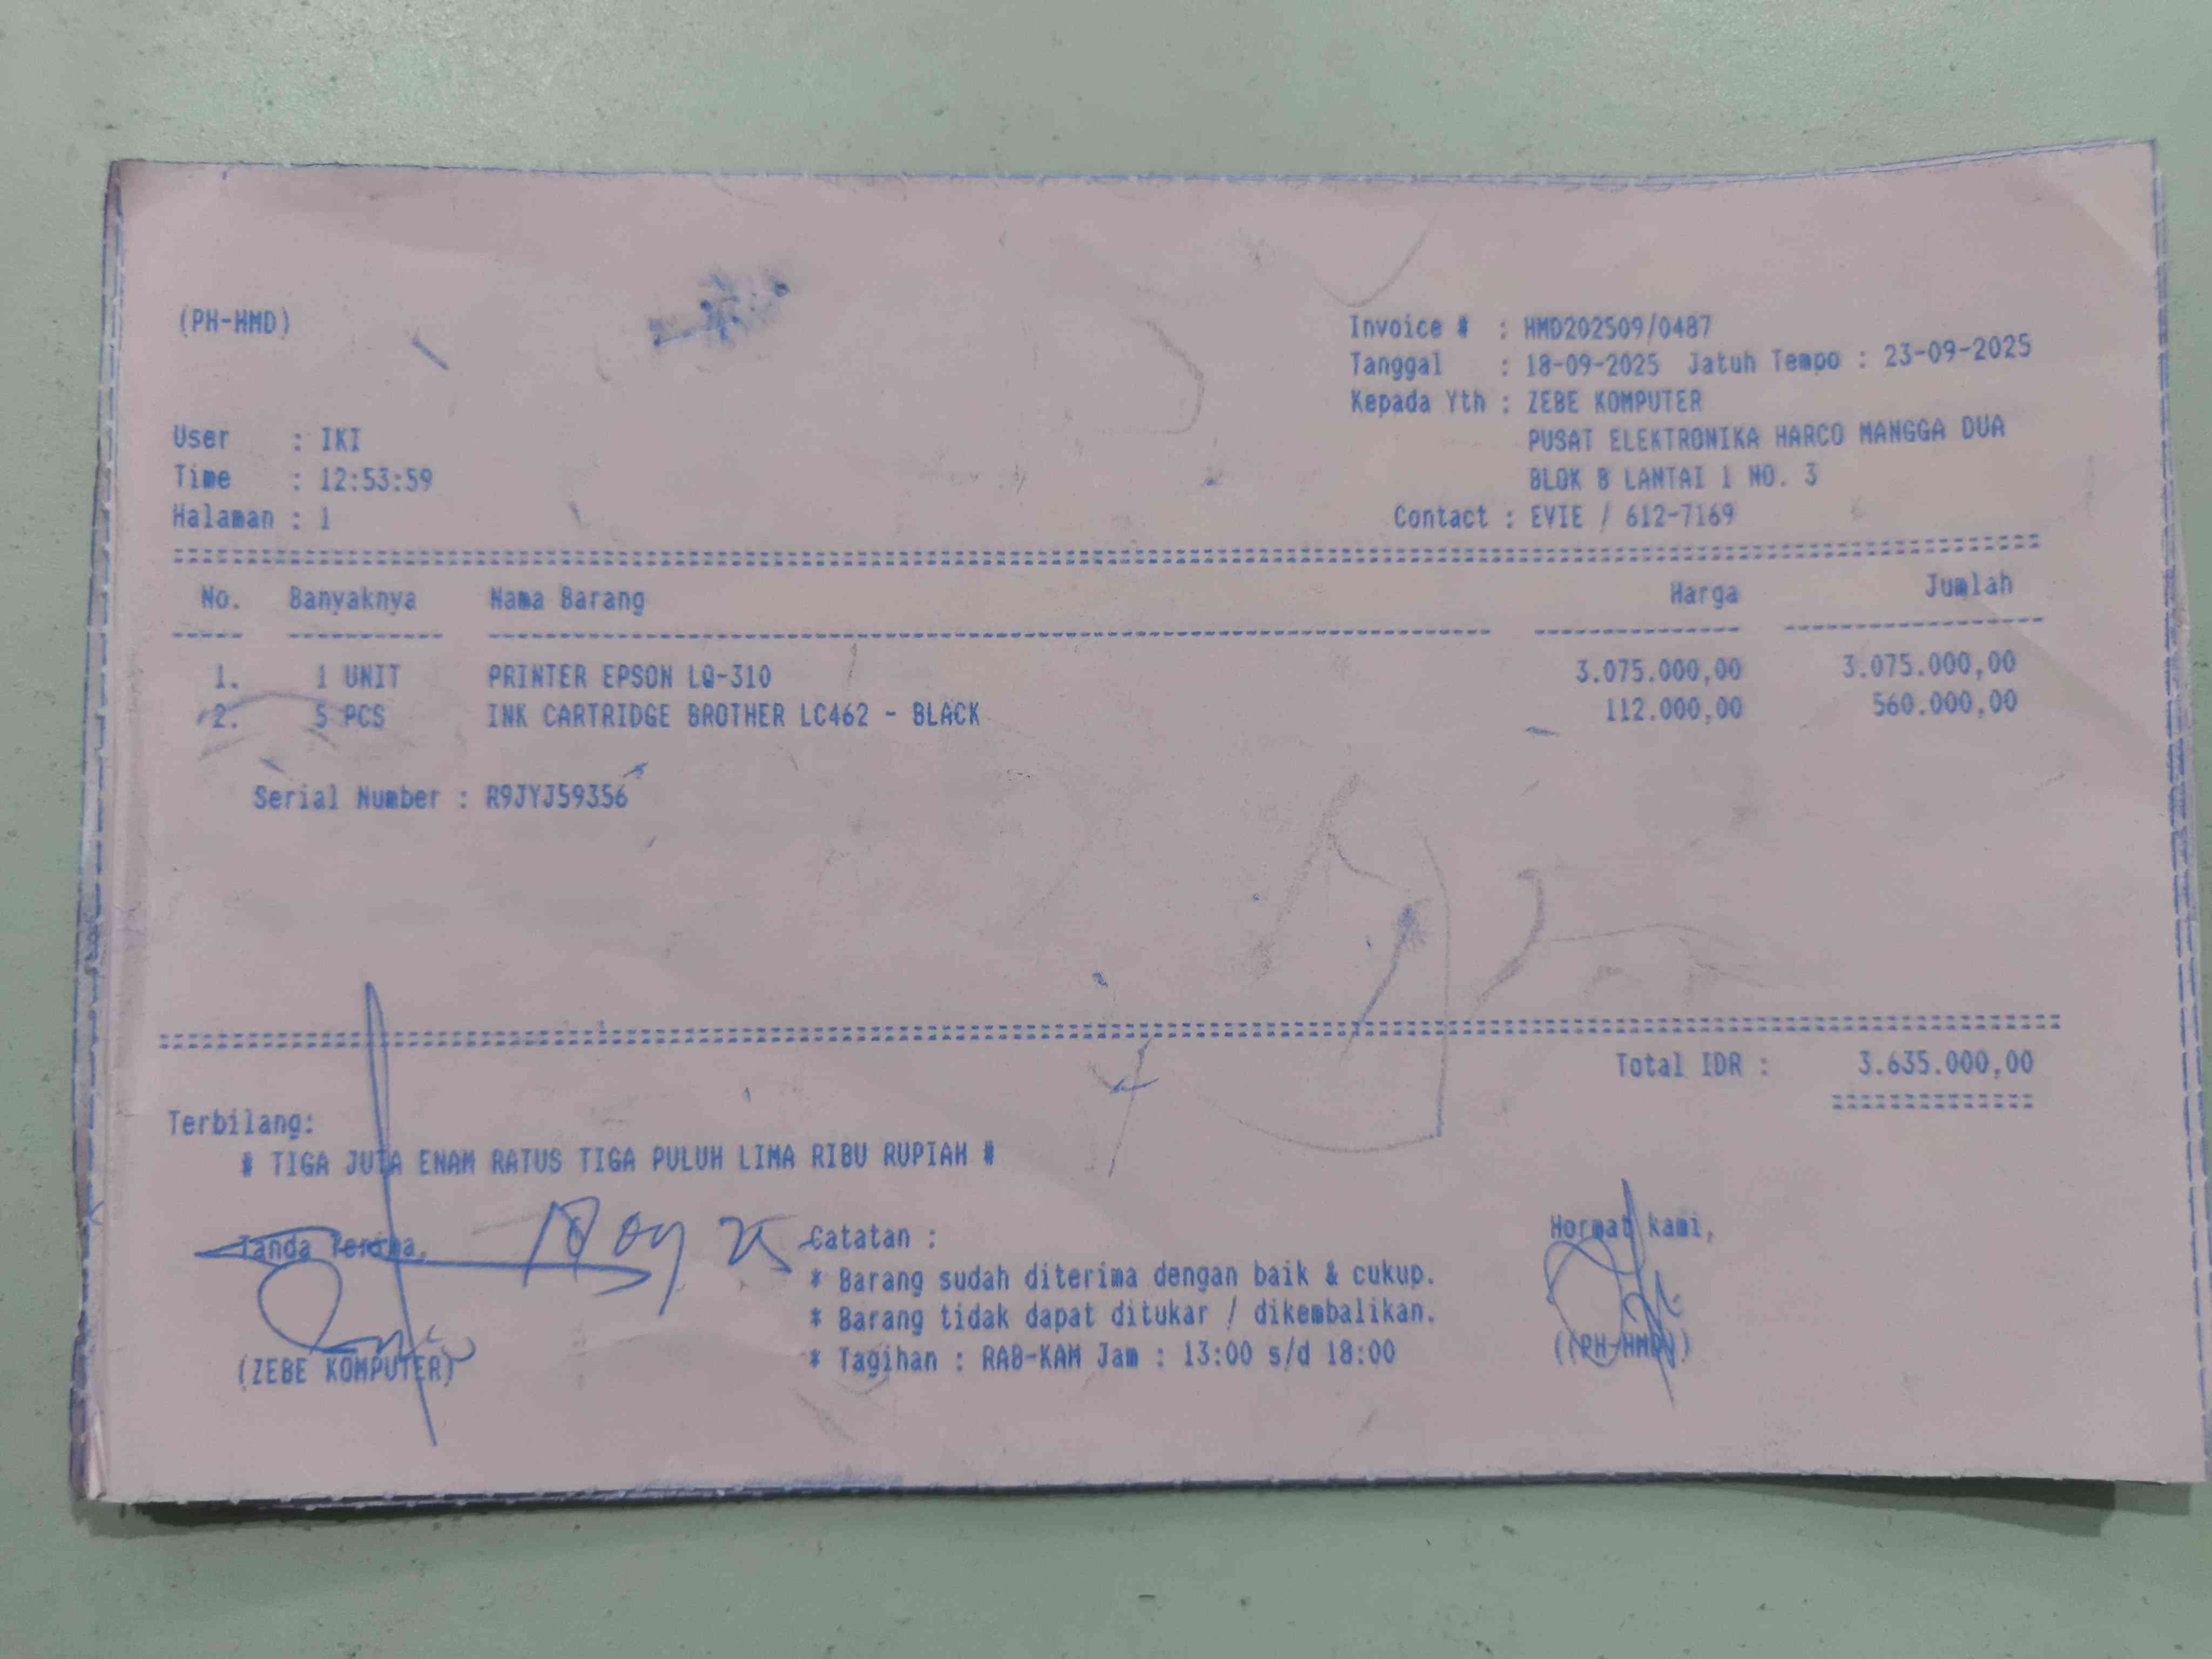 (PH-HMD)
Invoice # : HMD202509/0487
Tanggal : 18-09-2025 Jatuh Tempo : 23-09-2025
Kepada Yth : ZEBE KOMPUTER
PUSAT ELEKTRONIKA HARCO MANGGA DUA
BLOK B LANTAI 1 NO. 3
Contact : EVIE / 612-7169
User : IKI
Time : 12:53:59
Halaman : 1
No. Banyaknya Nama Barang Harga Jumlah
1. 1 UNIT PRINTER EPSON LQ-310 3.075.000,00 3.075.000,00
2. 5 PCS INK CARTRIDGE BROTHER LC462 - BLACK 112.000,00 560.000,00
Serial Number : R9JYJ59356
Total IDR : 3.635.000,00
Terbilang:
# TIGA JUTA ENAM RATUS TIGA PULUH LIMA RIBU RUPIAH #
Tanda Terima,
(ZEBE KOMPUTER)
Catatan :
* Barang sudah diterima dengan baik & cukup.
* Barang tidak dapat ditukar / dikembalikan.
* Tagihan : RAB-KAM Jam : 13:00 s/d 18:00
Hormat kami,
((PH-HMD))